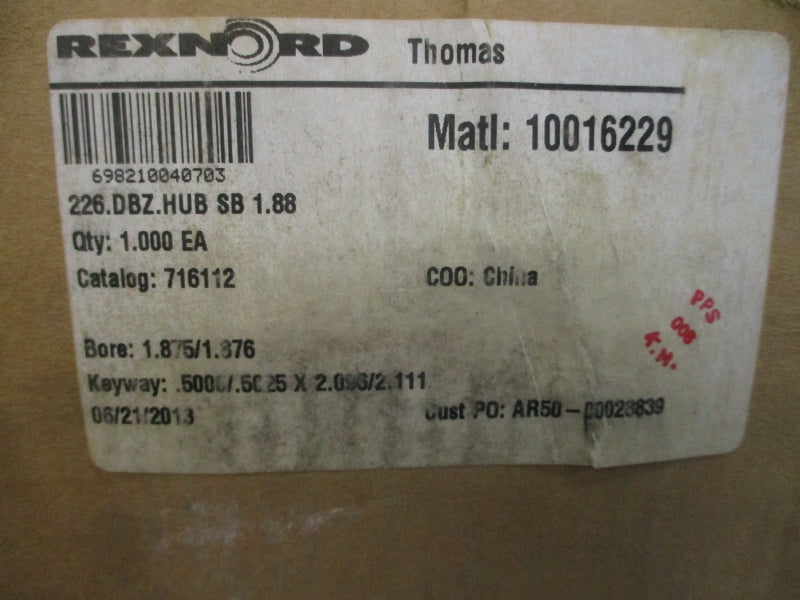 REXNORD Thomas
Matl: 10016229
698210040703
226.DBZ.HUB SB 1.88
Qty: 1.000 EA
Catalog: 716112 COO: China
Bore: 1.875/1.876
Keyway: .5000/.5025 X 2.096/2.111
06/21/2013 Cust PO:
PPS
008
K.H.